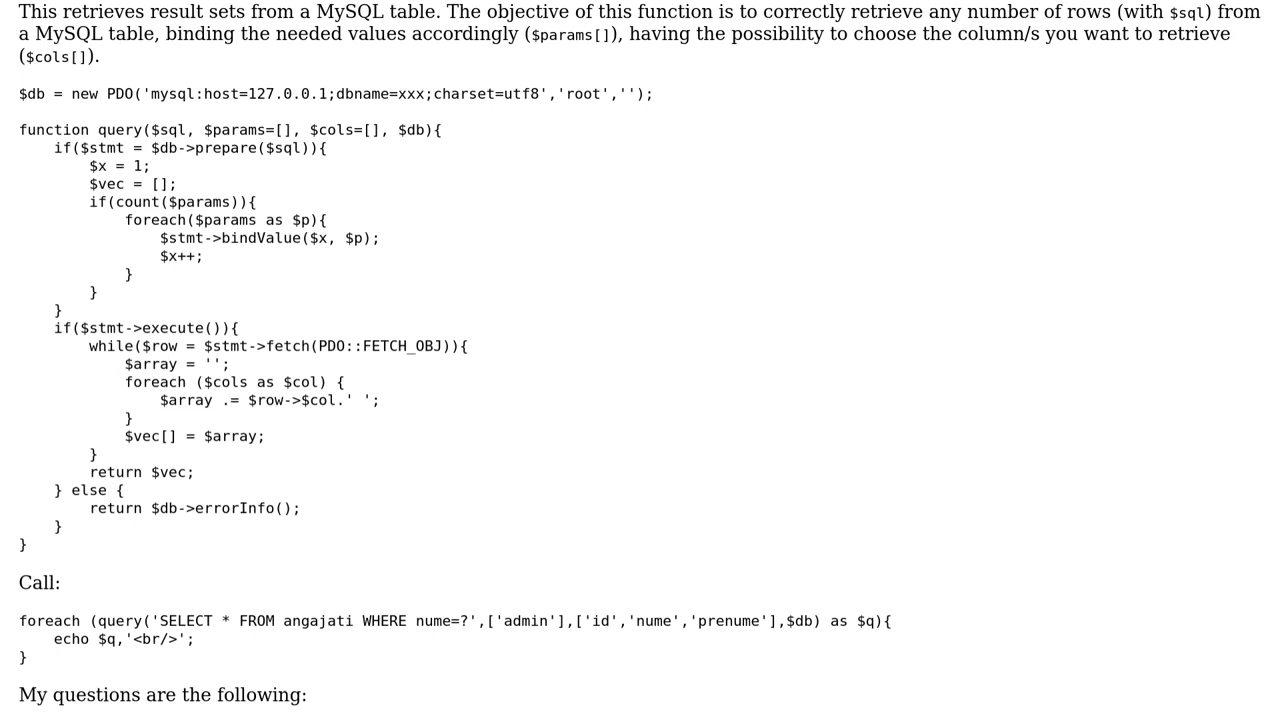 This retrieves result sets from a MySQL table. The objective of this function is to correctly retrieve any number of rows (with $sql) from
a MySQL table, binding the needed values accordingly ($params[]), having the possibility to choose the column/s you want to retrieve
($cols[]).
$db = new PDO('mysql:host=127.0.0.1;dbname=xxx;charset=utf8','root','');
function query($sql, $params=[], $cols=[], $db){
    if($stmt = $db->prepare($sql)){
        $x = 1;
        $vec = [];
        if(count($params)){
            foreach($params as $p){
                $stmt->bindValue($x, $p);
                $x++;
            }
        }
    }
    if($stmt->execute()){
        while($row = $stmt->fetch(PDO::FETCH_OBJ)){
            $array = '';
            foreach ($cols as $col) {
                $array .= $row->$col.' ';
            }
            $vec[] = $array;
        }
        return $vec;
    } else {
        return $db->errorInfo();
    }
}
Call:
foreach (query('SELECT * FROM angajati WHERE nume=?',['admin'],['id','nume','prenume'],$db) as $q){
    echo $q,'<br/>';
}
My questions are the following: